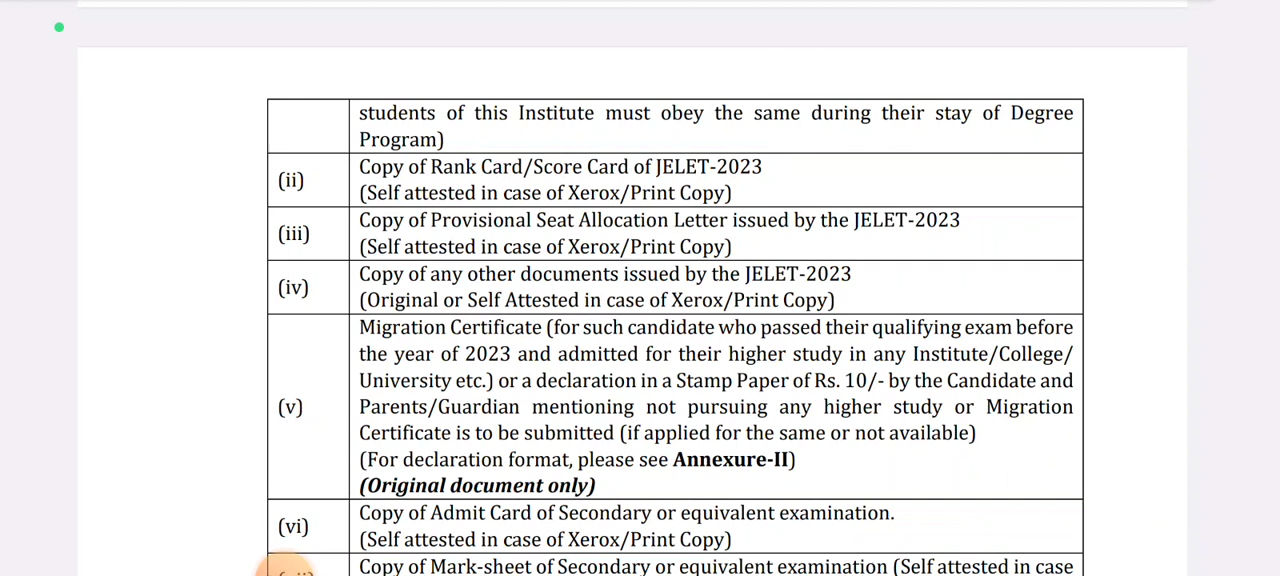 students of this Institute must obey the same during their stay of Degree
Program)
(ii)
Copy of Rank Card/Score Card of JELET-2023
(Self attested in case of Xerox/Print Copy)
(iii)
Copy of Provisional Seat Allocation Letter issued by the JELET-2023
(Self attested in case of Xerox/Print Copy)
(iv)
Copy of any other documents issued by the JELET-2023
(Original or Self Attested in case of Xerox/Print Copy)
(v)
Migration Certificate (for such candidate who passed their qualifying exam before
the year of 2023 and admitted for their higher study in any Institute/College/
University etc.) or a declaration in a Stamp Paper of Rs. 10/- by the Candidate and
Parents/Guardian mentioning not pursuing any higher study or Migration
Certificate is to be submitted (if applied for the same or not available)
(For declaration format, please see Annexure-II)
(Original document only)
(vi)
Copy of Admit Card of Secondary or equivalent examination.
(Self attested in case of Xerox/Print Copy)
Copy of Mark-sheet of Secondary or equivalent examination (Self attested in case